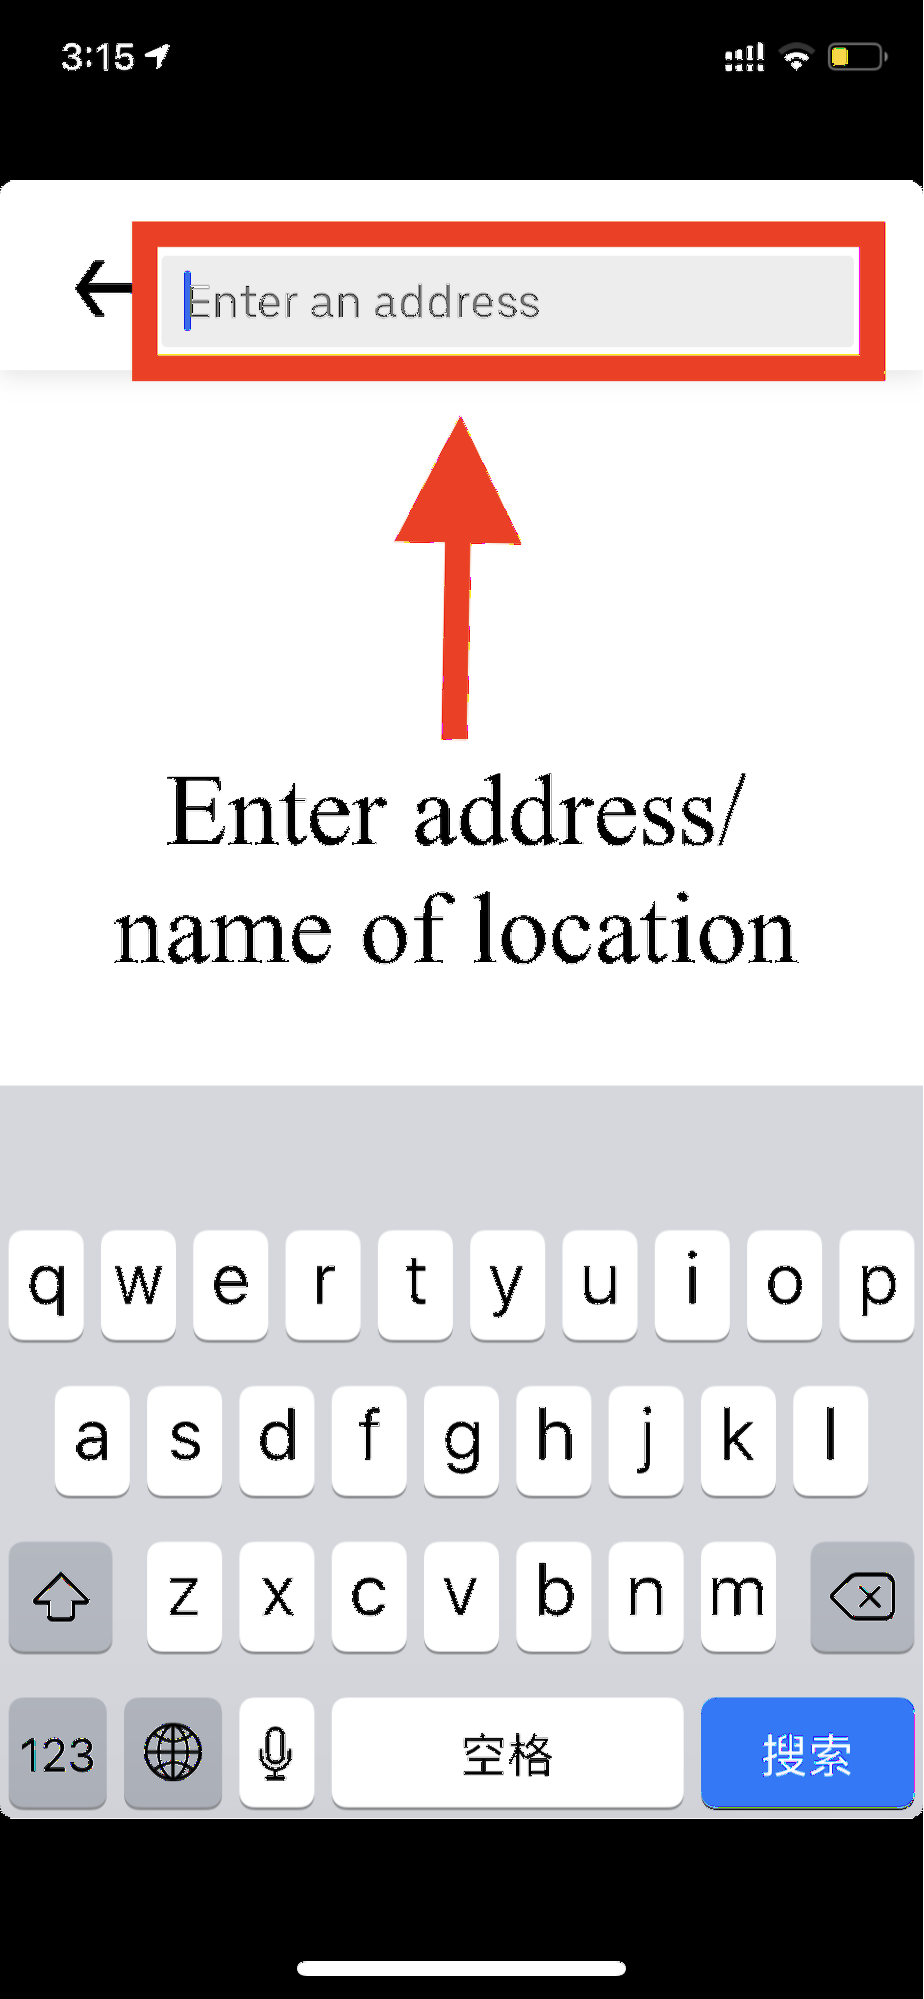 3:15
Enter an address
Enter address/
name of location
q w e r t y u i o p
a s d f g h j k l
z x c v b n m
123 空格 搜索